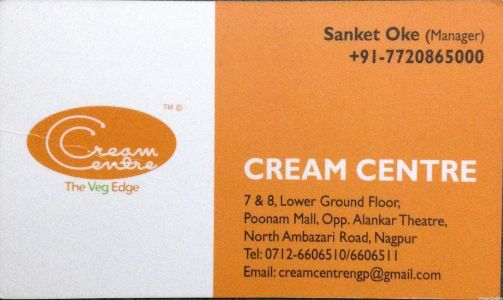 Sanket Oke (Manager)
+91-7720865000
TM ©
Cream
Centre
The Veg Edge
CREAM CENTRE
7 & 8, Lower Ground Floor,
Poonam Mall, Opp. Alankar Theatre,
North Ambazari Road, Nagpur
Tel: 0712-6606510/6606511
Email: creamcentrengp@gmail.com